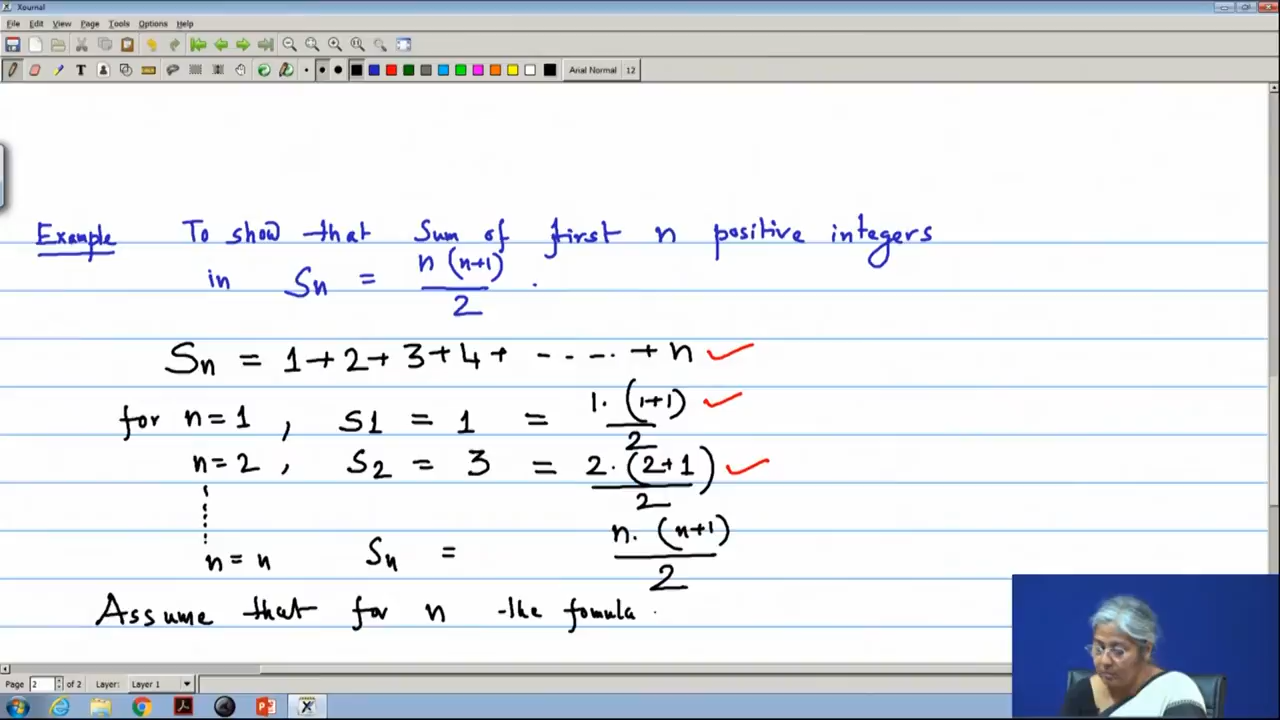 Xournal
File Edit View Page Tools Options Help
Arial Normal 12
Example To show that Sum of first n positive integers
in Sn = n (n+1) / 2 .
Sn = 1+2+3+4+ ----. +n ✓
for n=1 , S1 = 1 = 1. (1+1) / 2 ✓
n=2 , S2 = 3 = 2. (2+1) / 2 ✓
n=n Sn = n. (n+1) / 2
Assume that for n the fomula
Page 2 of 2 Layer: Layer 1